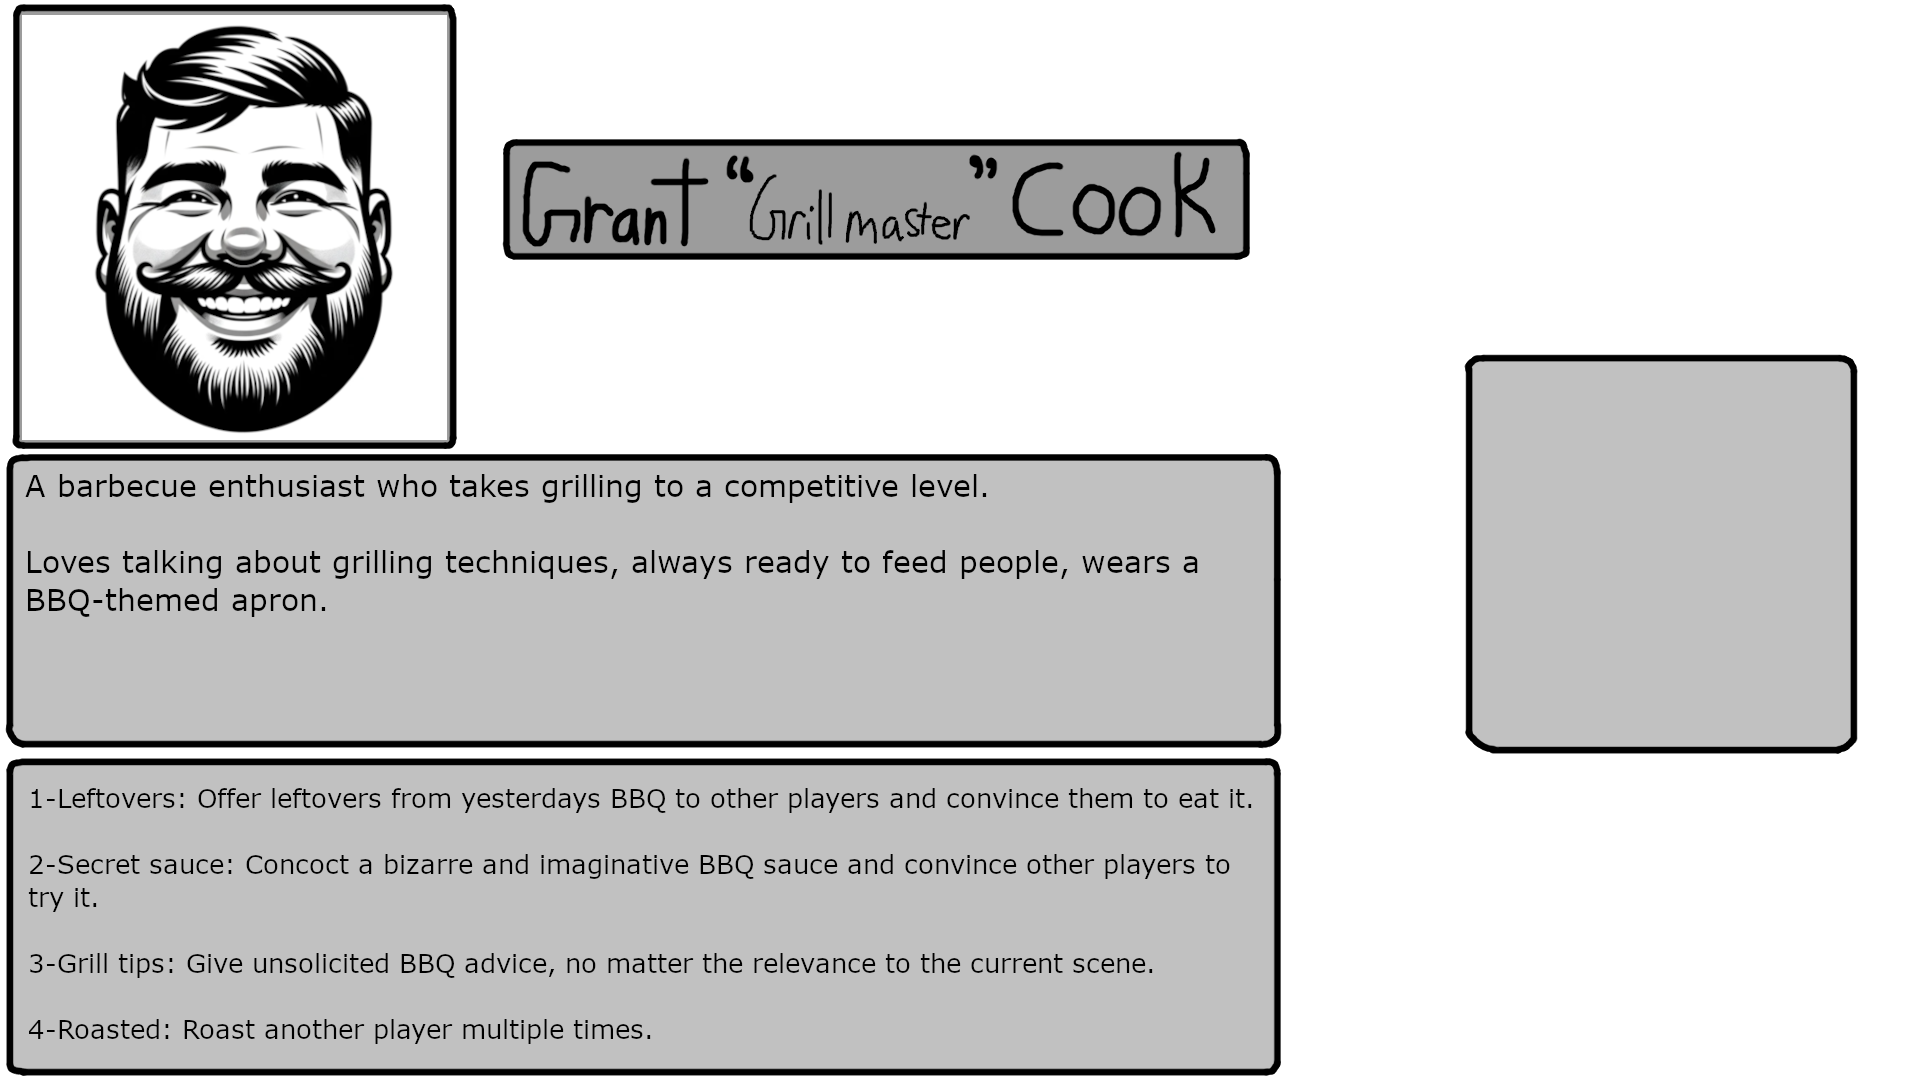 Grant “Grill master” Cook
A barbecue enthusiast who takes grilling to a competitive level.
Loves talking about grilling techniques, always ready to feed people, wears a
BBQ-themed apron.
1-Leftovers: Offer leftovers from yesterdays BBQ to other players and convince them to eat it.
2-Secret sauce: Concoct a bizarre and imaginative BBQ sauce and convince other players to
try it.
3-Grill tips: Give unsolicited BBQ advice, no matter the relevance to the current scene.
4-Roasted: Roast another player multiple times.